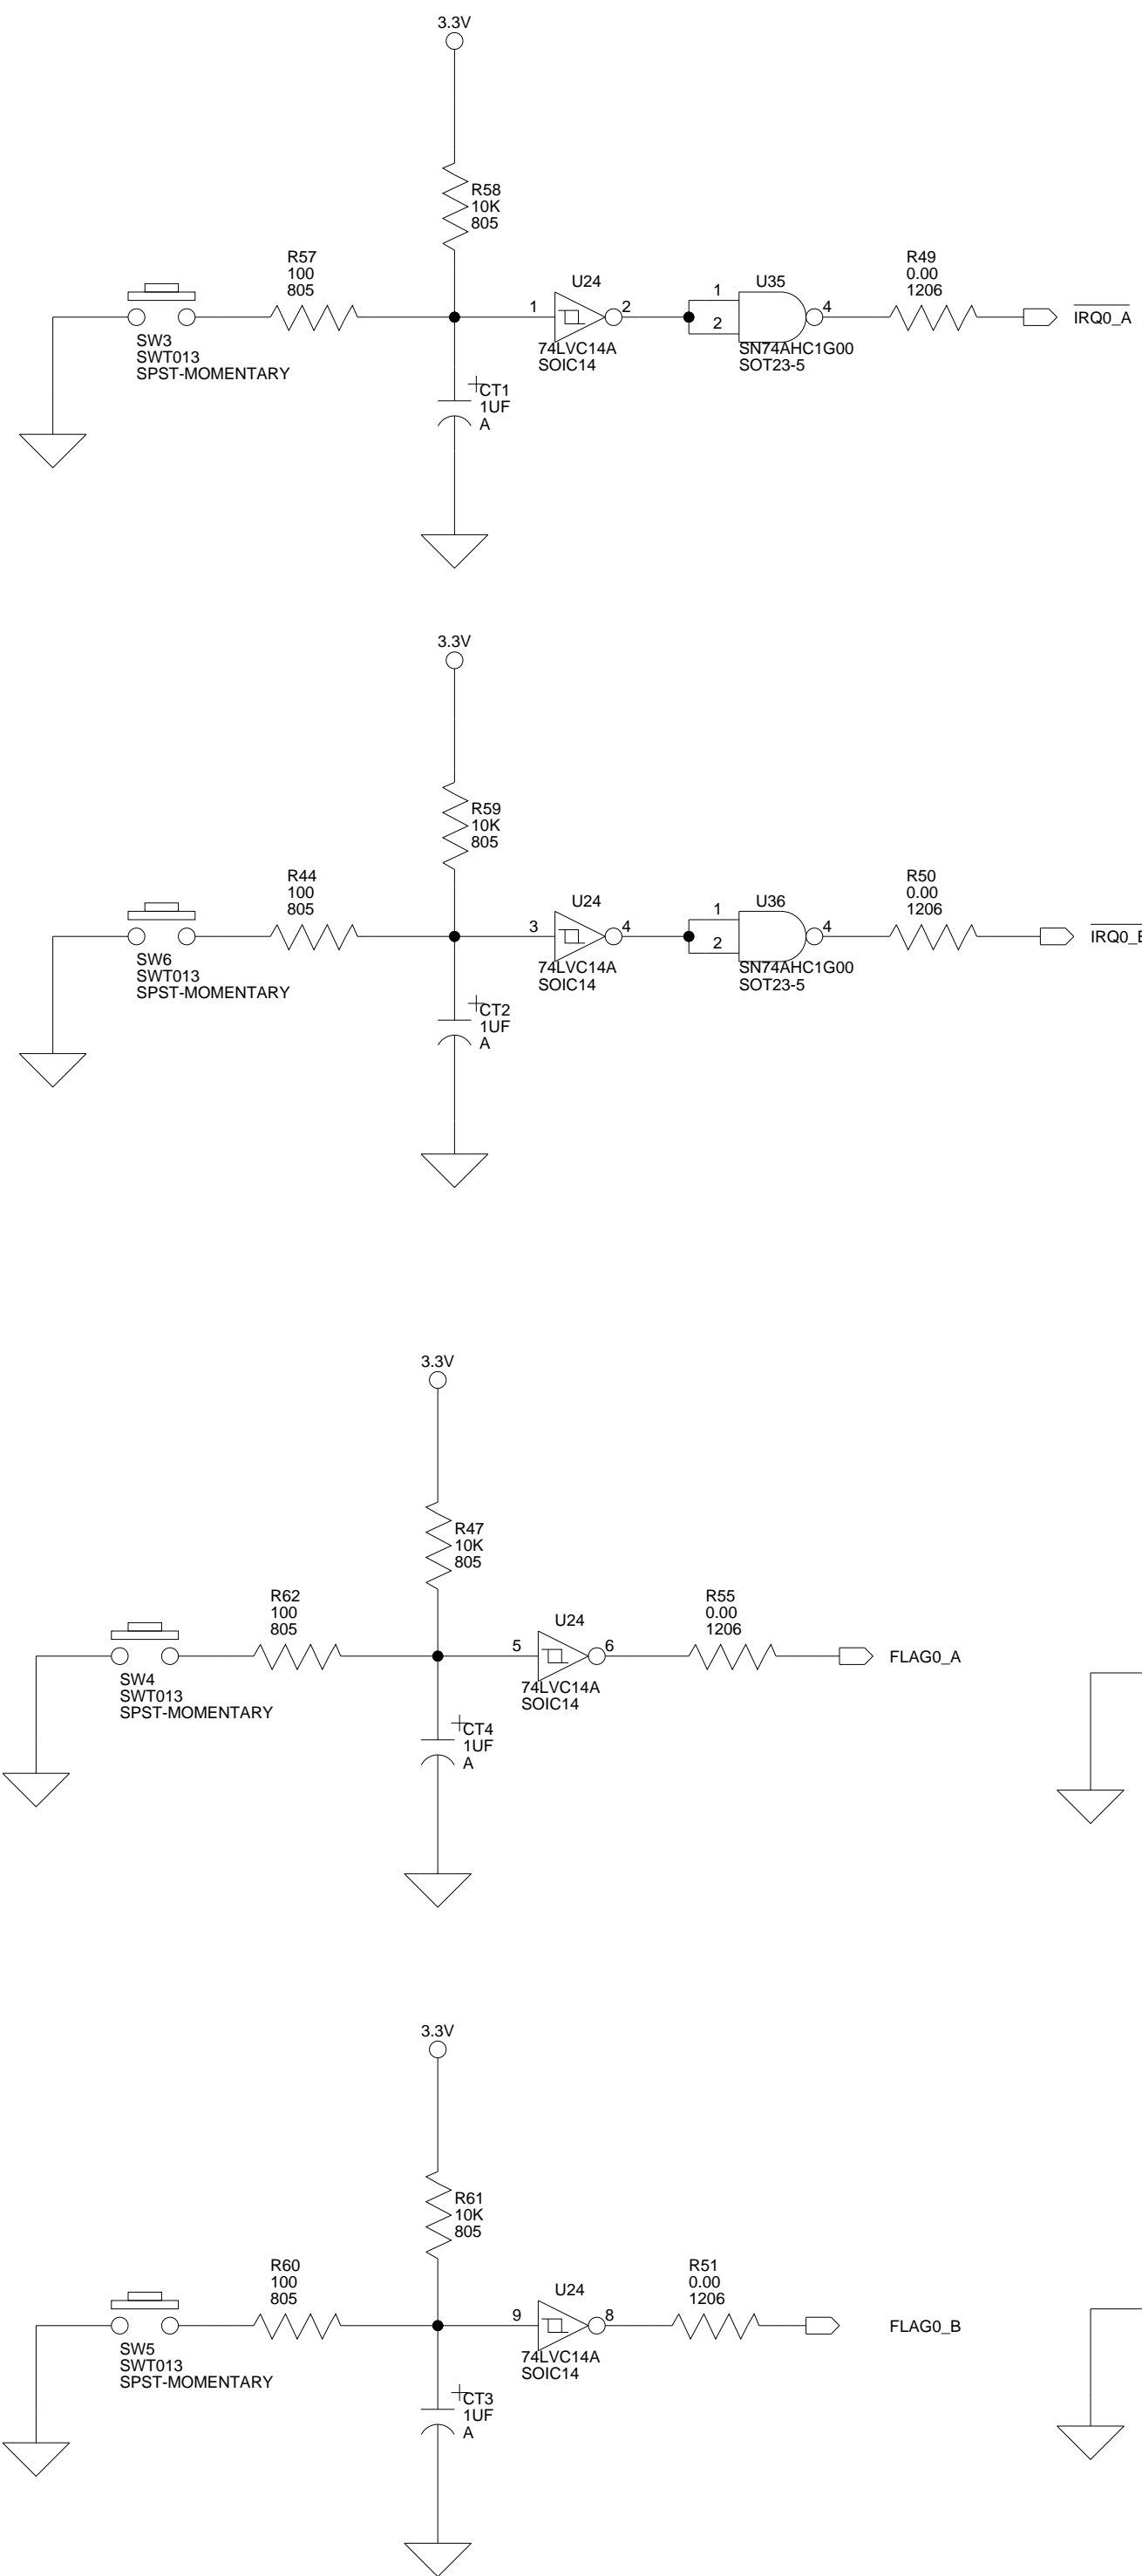 3.3V
R58
10K
805
R57
100
805
SW3
SWT013
SPST-MOMENTARY
1
U24
2
74LVC14A
SOIC14
1
2
U35
4
SN74AHC1G00
SOT23-5
R49
0.00
1206
IRQ0_A
CT1
1UF
A
3.3V
R59
10K
805
R44
100
805
SW6
SWT013
SPST-MOMENTARY
3
U24
4
74LVC14A
SOIC14
1
2
U36
4
SN74AHC1G00
SOT23-5
R50
0.00
1206
IRQ0_B
CT2
1UF
A
3.3V
R47
10K
805
R62
100
805
SW4
SWT013
SPST-MOMENTARY
5
U24
6
74LVC14A
SOIC14
R55
0.00
1206
FLAG0_A
CT4
1UF
A
3.3V
R61
10K
805
R60
100
805
SW5
SWT013
SPST-MOMENTARY
9
U24
8
74LVC14A
SOIC14
R51
0.00
1206
FLAG0_B
CT3
1UF
A